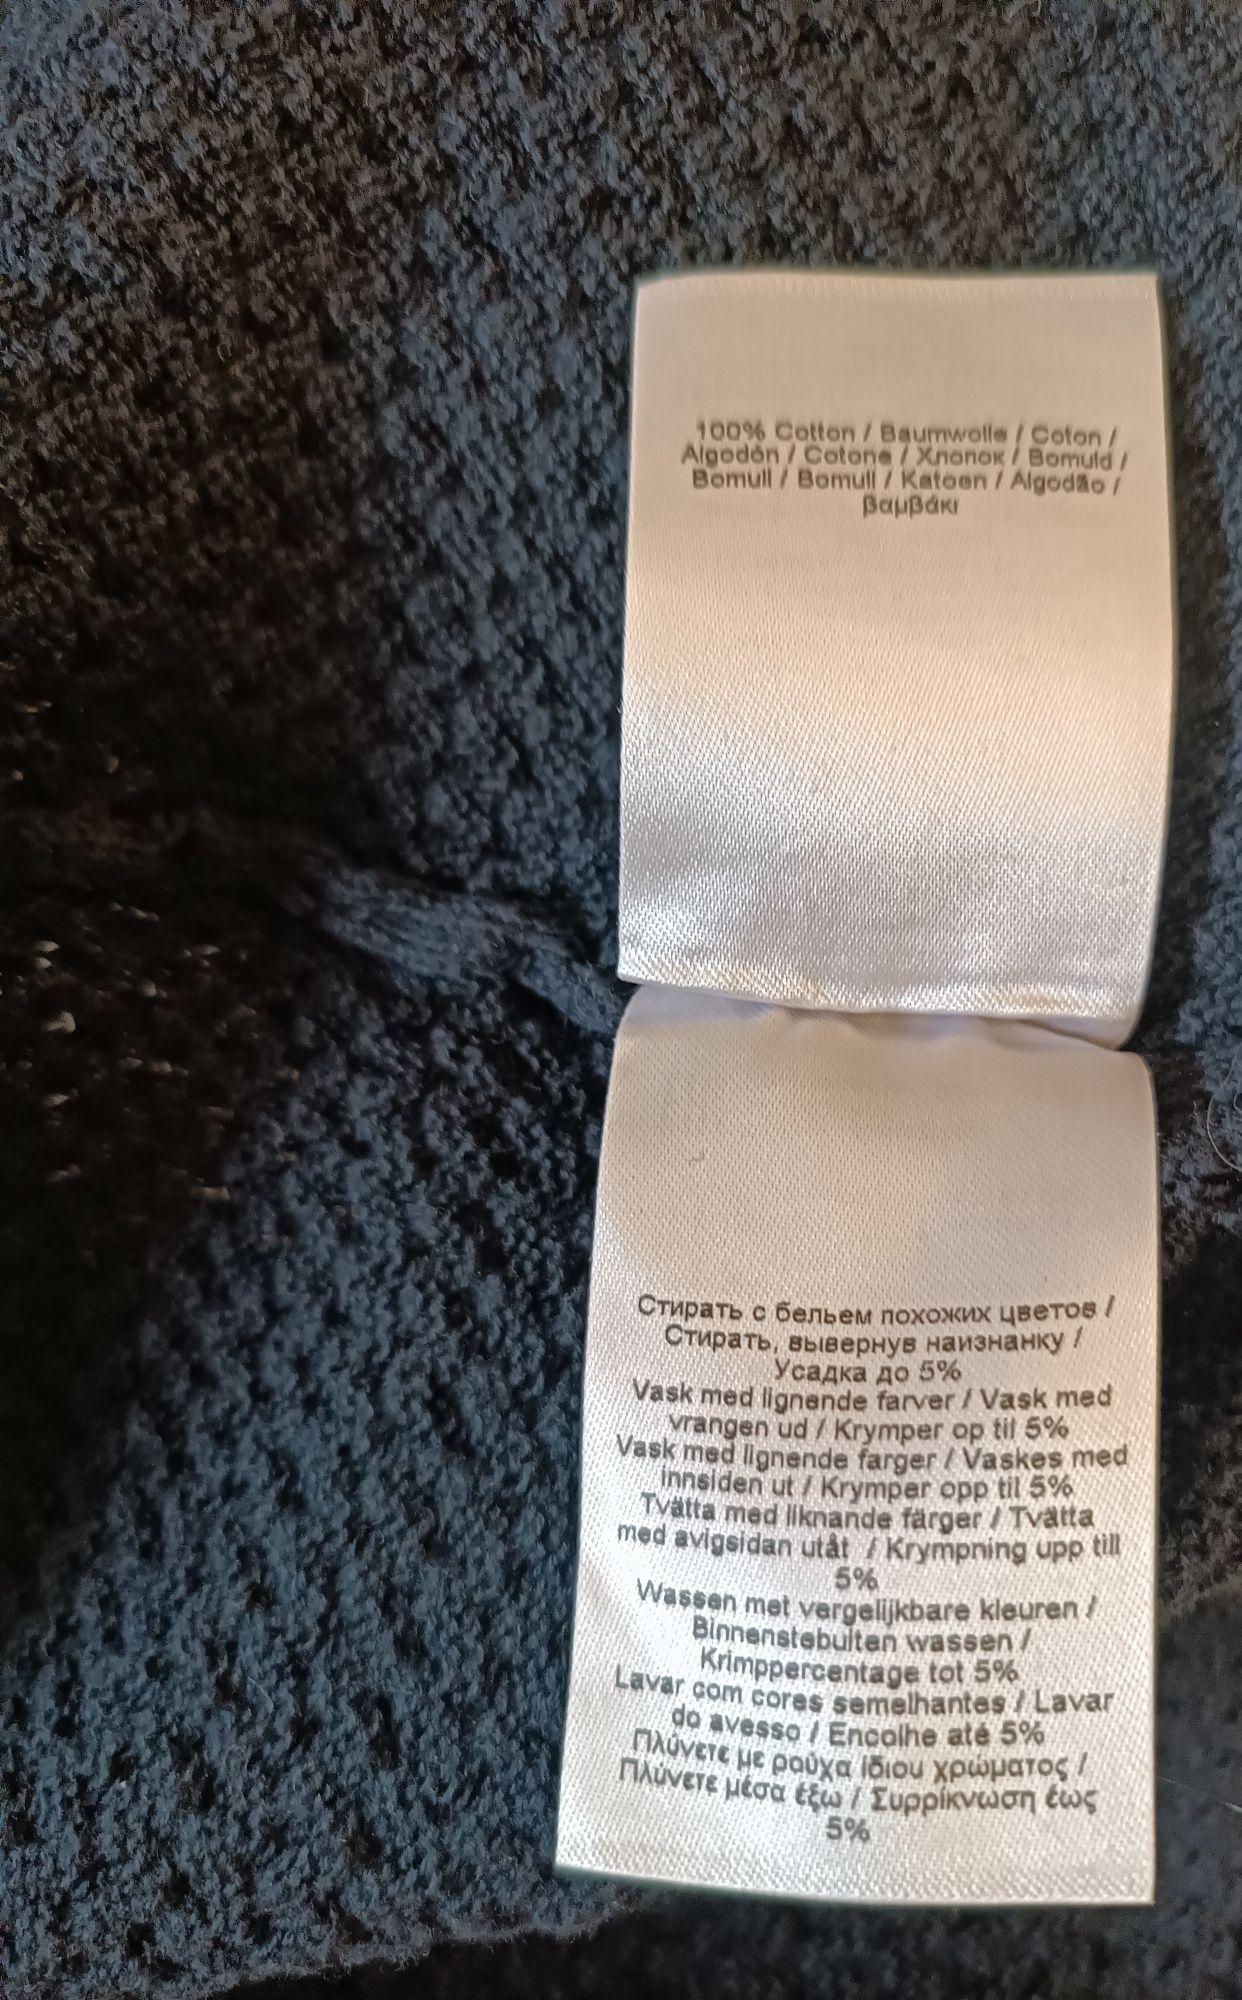 100% Cotton / Baumwolle / Coton /
Algodón / Cotone / Хлопок / Bomuld /
Bomull / Bomull / Katoen / Algodão /
βαμβάκι
Стирать с бельем похожих цветов /
Стирать, вывернув наизнанку /
Усадка до 5%
Vask med lignende farver / Vask med
vrangen ud / Krymper op til 5%
Vask med lignende farger / Vaskes med
innsiden ut / Krymper opp til 5%
Tvätta med liknande färger / Tvätta
med avigsidan utåt / Krympning upp till
5%
Wassen met vergelijkbare kleuren /
Binnenstebuiten wassen /
Krimppercentage tot 5%
Lavar com cores semelhantes / Lavar
do avesso / Encolhe até 5%
Πλύνετε με ρούχα ίδιου χρώματος /
Πλύνετε μέσα έξω / Συρρίκνωση έως
5%